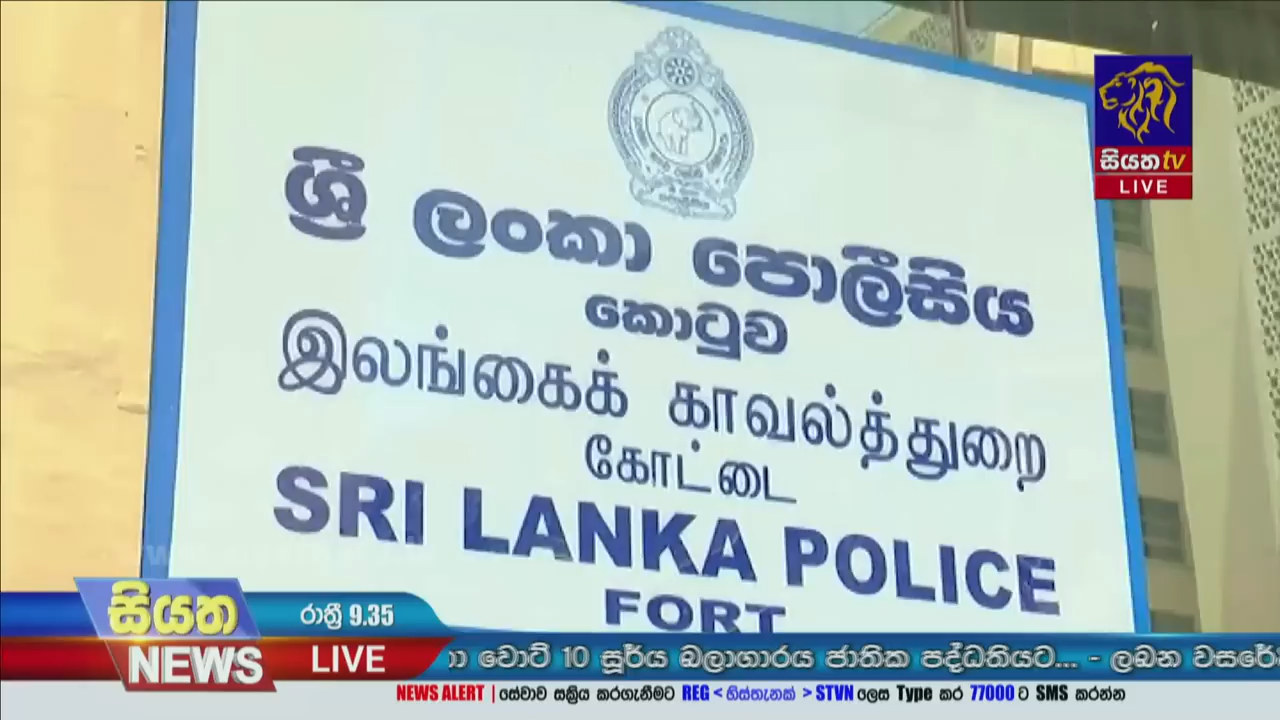 ශ්‍රී ලංකා පොලීසිය
කොටුව
இலங்கைக் காவல்த்துறை
கோட்டை
SRI LANKA POLICE
FORT
සියත tv
LIVE
සියත
NEWS
රාත්‍රී 9.35
LIVE
වොට් 10 සූර්ය බලාගාරය ජාතික පද්ධතියට... - ලබන වසරේ
NEWS ALERT | සේවාව සක්‍රිය කරගැනීමට REG < හිස්තැනක් > STVN ලෙස Type කර 77000 ට SMS කරන්න